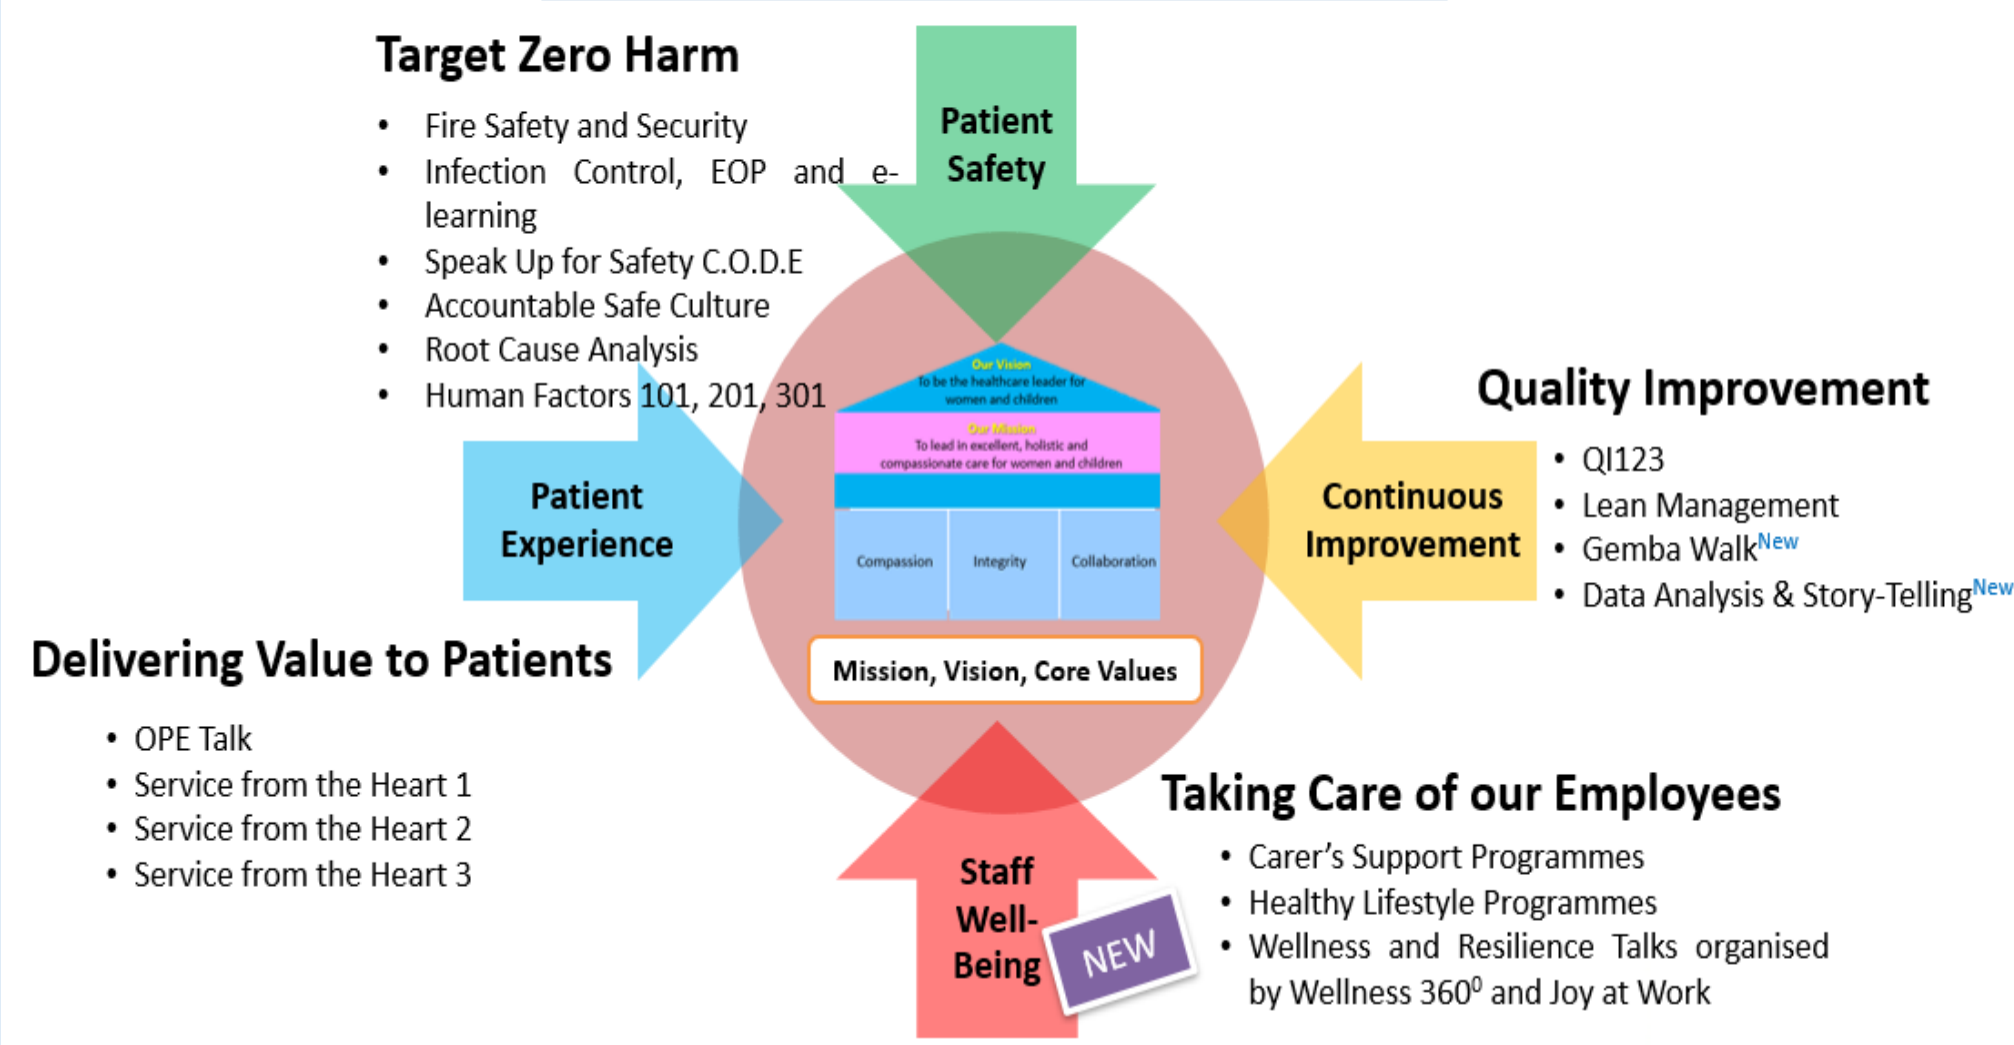 Target Zero Harm
• Fire Safety and Security
• Infection Control, EOP and e-
learning
• Speak Up for Safety C.O.D.E
• Accountable Safe Culture
• Root Cause Analysis
• Human Factors 101, 201, 301
Patient
Safety
Patient
Experience
Our Vision
To be the healthcare leader for
women and children
Our Mission
To lead in excellent, holistic and
compassionate care for women and children
Compassion
Integrity
Collaboration
Mission, Vision, Core Values
Continuous
Improvement
Quality Improvement
• QI123
• Lean Management
• Gemba WalkNew
• Data Analysis & Story-TellingNew
Delivering Value to Patients
• OPE Talk
• Service from the Heart 1
• Service from the Heart 2
• Service from the Heart 3
Staff
Well-
Being
NEW
Taking Care of our Employees
• Carer’s Support Programmes
• Healthy Lifestyle Programmes
• Wellness and Resilience Talks organised
by Wellness 360⁰ and Joy at Work